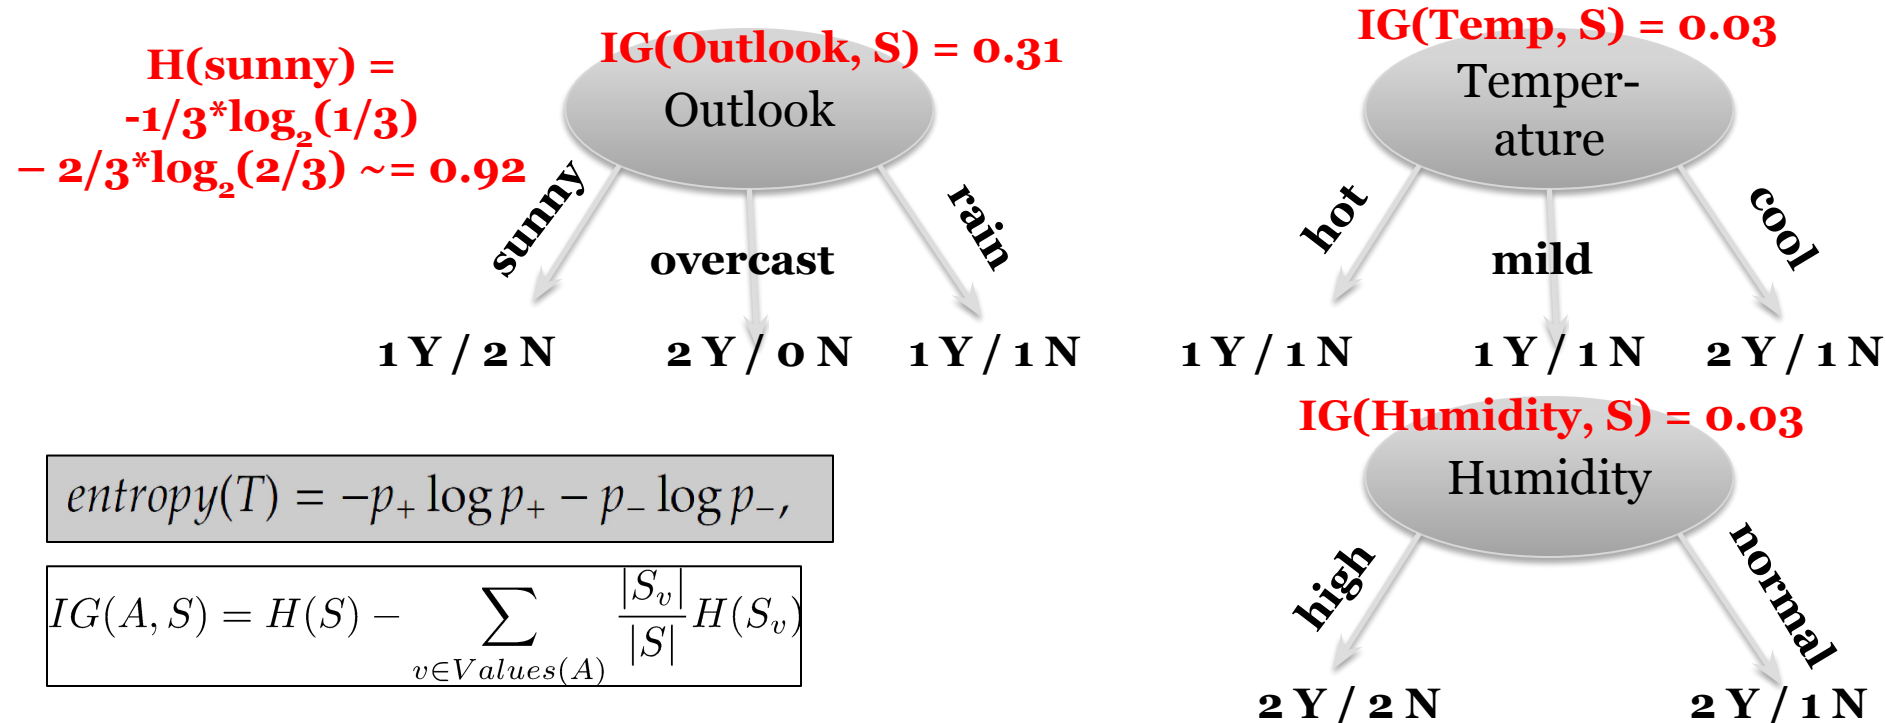 H(sunny) =
-1/3*log₂(1/3)
– 2/3*log₂(2/3) ~= 0.92
IG(Outlook, S) = 0.31
Outlook
sunny
overcast
rain
1 Y / 2 N
2 Y / 0 N
1 Y / 1 N
IG(Temp, S) = 0.03
Temper-
ature
hot
mild
cool
1 Y / 1 N
1 Y / 1 N
2 Y / 1 N
IG(Humidity, S) = 0.03
Humidity
high
normal
2 Y / 2 N
2 Y / 1 N
entropy(T) = −p₊ log p₊ − p₋ log p₋,
IG(A, S) = H(S) − ∑ |Sᵥ| / |S| H(Sᵥ)
v∈Values(A)